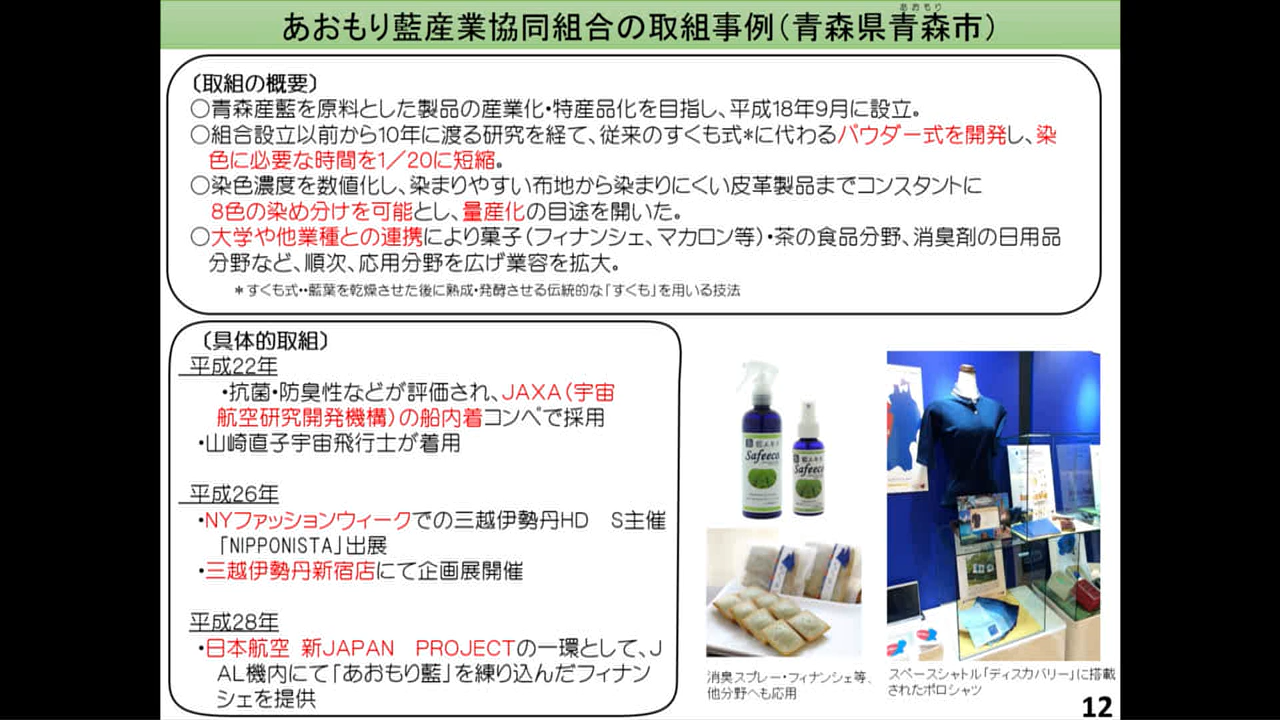 あおもり藍産業協同組合の取組事例(青森県青森市)
あおもり
〔取組の概要〕
○青森産藍を原料とした製品の産業化・特産品化を目指し、平成18年9月に設立。
○組合設立以前から10年に渡る研究を経て、従来のすくも式*に代わるパウダー式を開発し、染
色に必要な時間を1/20に短縮。
○染色濃度を数値化し、染まりやすい布地から染まりにくい皮革製品までコンスタントに
8色の染め分けを可能とし、量産化の目途を開いた。
○大学や他業種との連携により菓子(フィナンシェ、マカロン等)・茶の食品分野、消臭剤の日用品
分野など、順次、応用分野を広げ業容を拡大。
*すくも式・・藍葉を乾燥させた後に熟成・発酵させる伝統的な「すくも」を用いる技法
〔具体的取組〕
平成22年
・抗菌・防臭性などが評価され、JAXA(宇宙
航空研究開発機構)の船内着コンペで採用
・山崎直子宇宙飛行士が着用
平成26年
・NYファッションウィークでの三越伊勢丹HD S主催
「NIPPONISTA」出展
・三越伊勢丹新宿店にて企画展開催
平成28年
・日本航空 新JAPAN PROJECTの一環として、J
AL機内にて「あおもり藍」を練り込んだフィナン
シェを提供
Safeeco
Safeeco
消臭スプレー・フィナンシェ等、
他分野へも応用
スペースシャトル「ディスカバリー」に搭載
されたポロシャツ
12